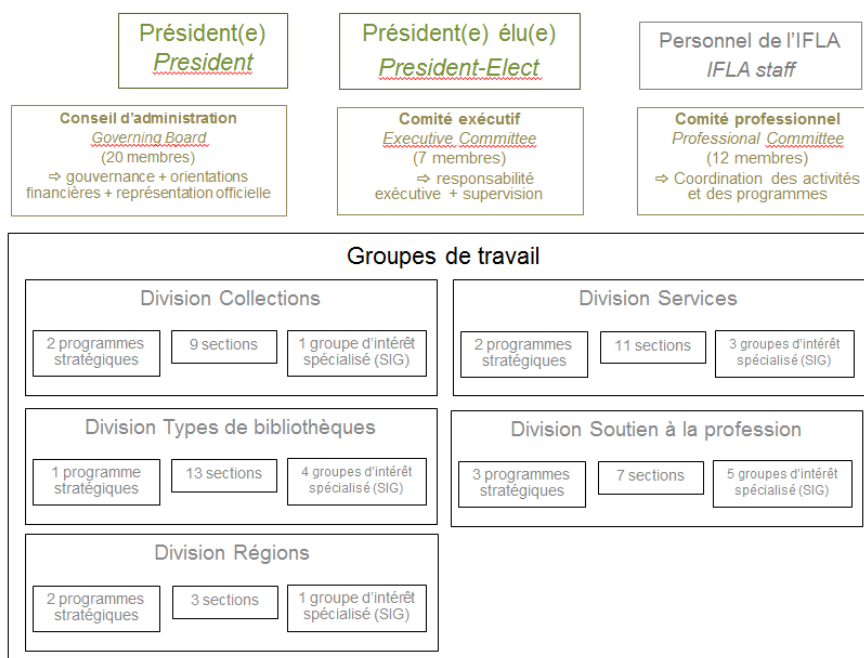 Président(e)
President
Président(e) élu(e)
President-Elect
Personnel de l'IFLA
IFLA staff
Conseil d'administration
Governing Board
(20 membres)
⇨ gouvernance + orientations
financières + représentation officielle
Comité exécutif
Executive Committee
(7 membres)
⇨ responsabilité
exécutive + supervision
Comité professionnel
Professional Committee
(12 membres)
⇨ Coordination des activités
et des programmes
Groupes de travail
Division Collections
2 programmes
stratégiques
9 sections
1 groupe d'intérêt
spécialisé (SIG)
Division Services
2 programmes
stratégiques
11 sections
3 groupes d'intérêt
spécialisé (SIG)
Division Types de bibliothèques
1 programme
stratégiques
13 sections
4 groupes d'intérêt
spécialisé (SIG)
Division Soutien à la profession
3 programmes
stratégiques
7 sections
5 groupes d'intérêt
spécialisé (SIG)
Division Régions
2 programmes
stratégiques
3 sections
1 groupe d'intérêt
spécialisé (SIG)